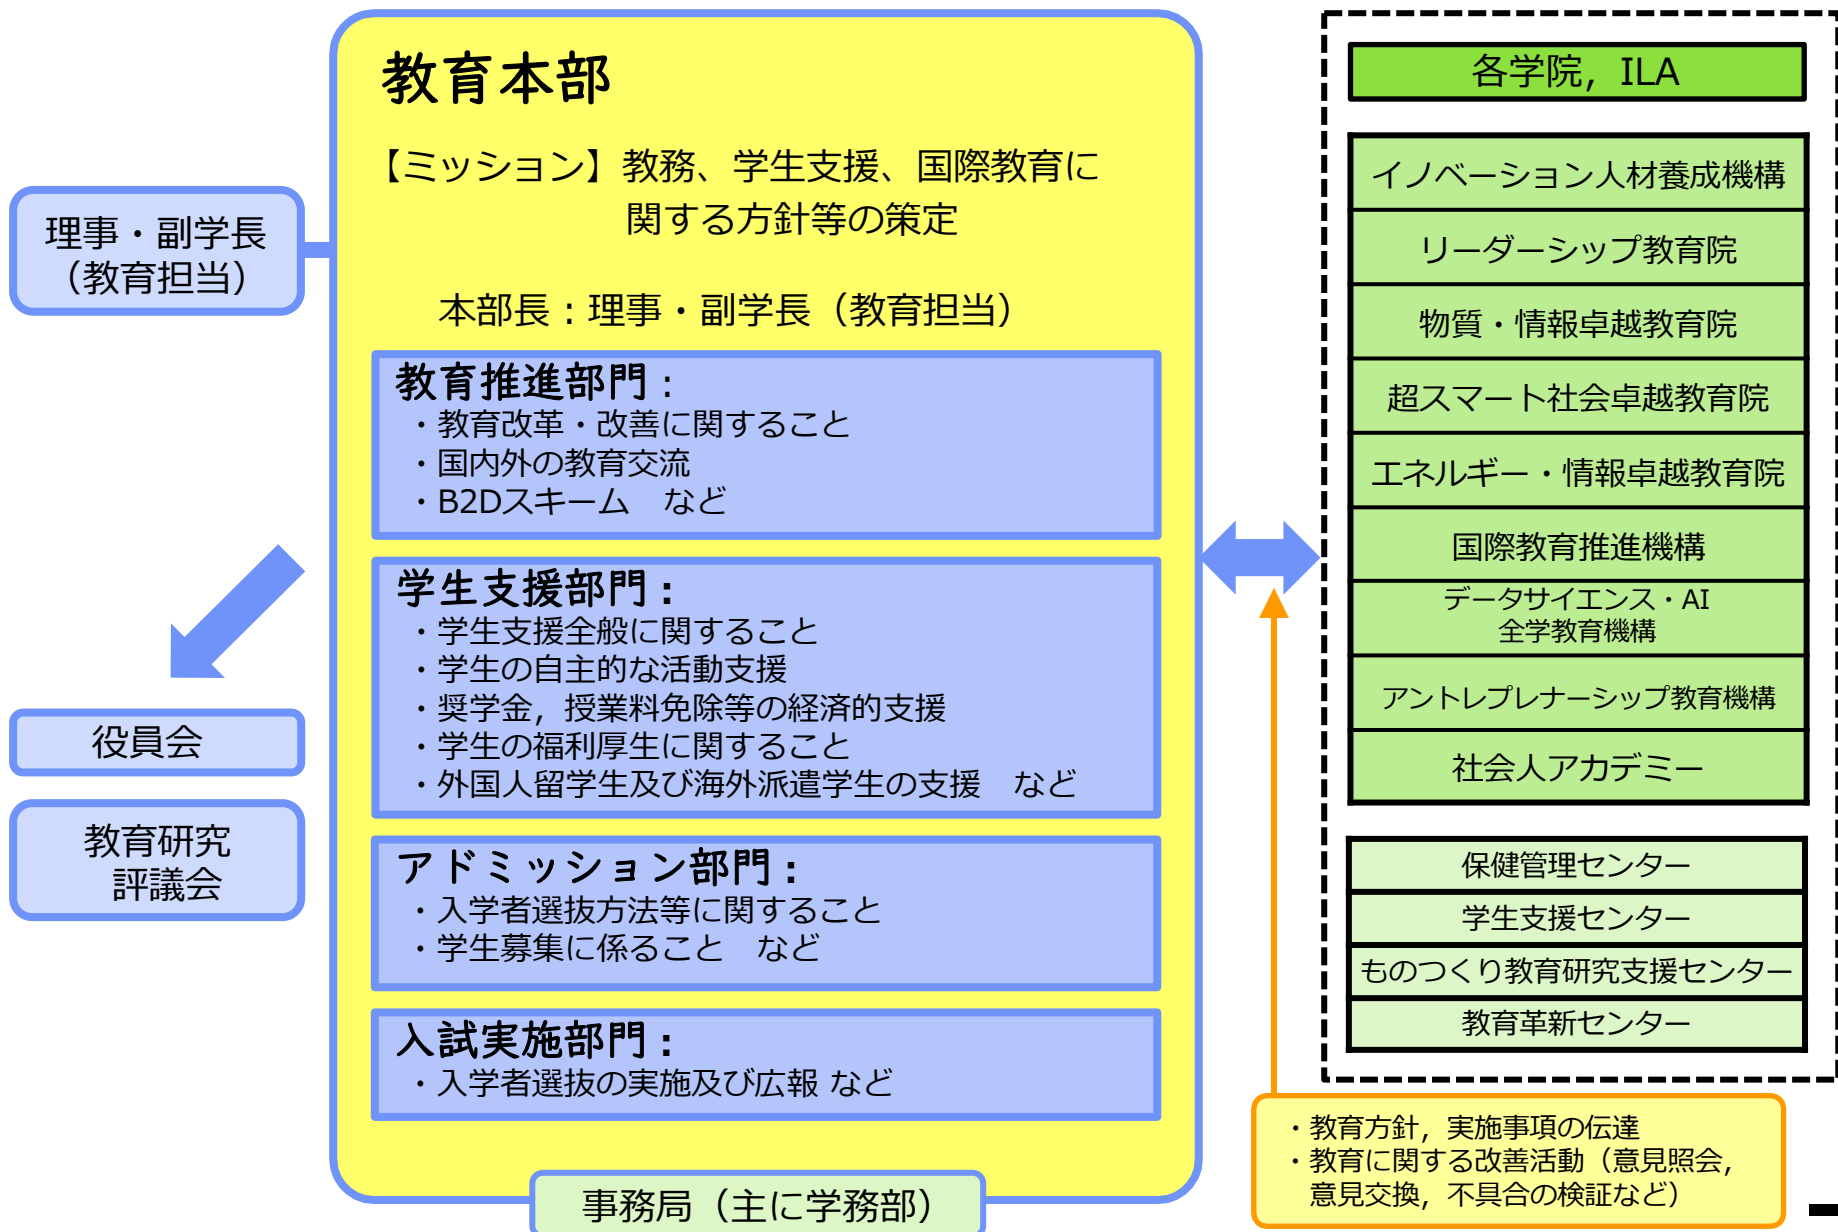 教育本部
【ミッション】教務、学生支援、国際教育に
関する方針等の策定
本部長：理事・副学長（教育担当）
理事・副学長
（教育担当）
教育推進部門：
・教育改革・改善に関すること
・国内外の教育交流
・B2Dスキーム　など
学生支援部門：
・学生支援全般に関すること
・学生の自主的な活動支援
・奨学金，授業料免除等の経済的支援
・学生の福利厚生に関すること
・外国人留学生及び海外派遣学生の支援　など
アドミッション部門：
・入学者選抜方法等に関すること
・学生募集に係ること　など
入試実施部門：
・入学者選抜の実施及び広報 など
事務局（主に学務部）
役員会
教育研究
評議会
各学院，ILA
イノベーション人材養成機構
リーダーシップ教育院
物質・情報卓越教育院
超スマート社会卓越教育院
エネルギー・情報卓越教育院
国際教育推進機構
データサイエンス・AI
全学教育機構
アントレプレナーシップ教育機構
社会人アカデミー
保健管理センター
学生支援センター
ものつくり教育研究支援センター
教育革新センター
・教育方針，実施事項の伝達
・教育に関する改善活動（意見照会，
意見交換，不具合の検証など）